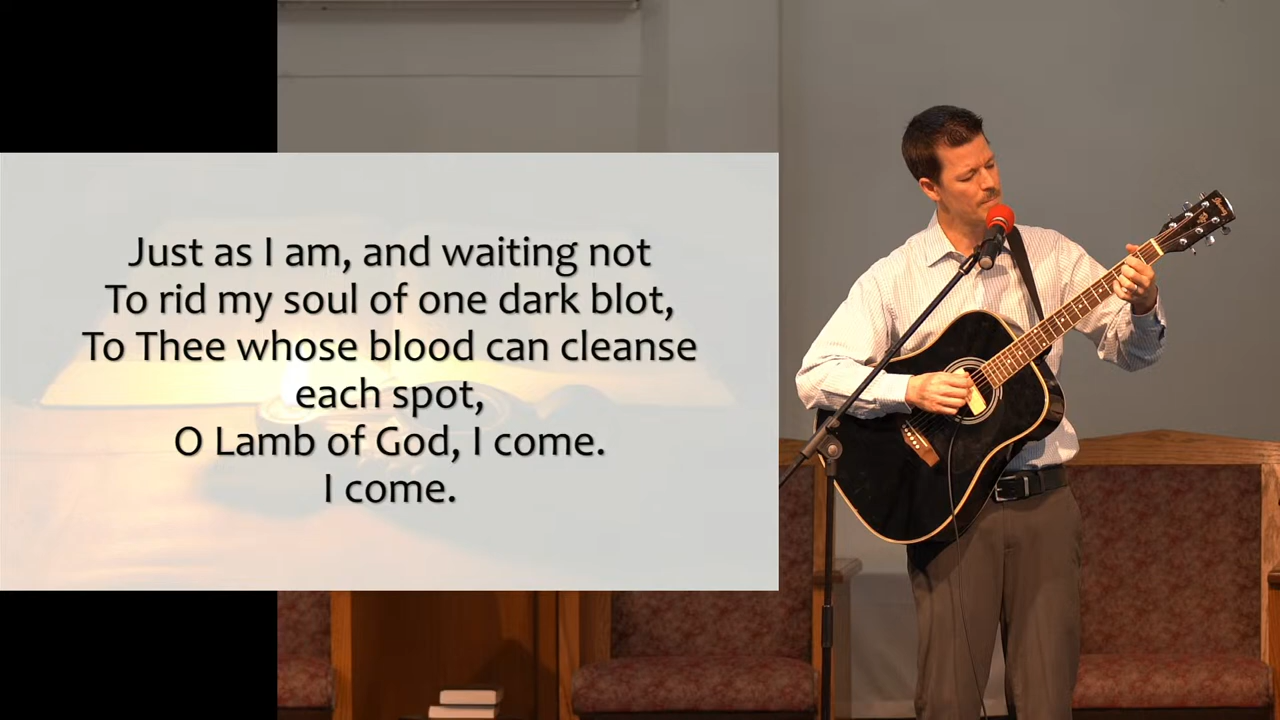 Just as I am, and waiting not
To rid my soul of one dark blot,
To Thee whose blood can cleanse
each spot,
O Lamb of God, I come.
I come.